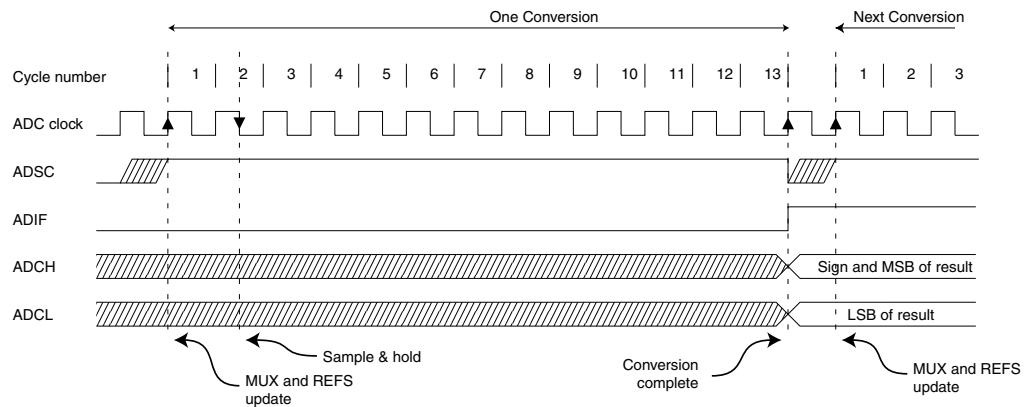 One Conversion
Next Conversion
Cycle number 1 2 3 4 5 6 7 8 9 10 11 12 13 1 2 3
ADC clock
ADSC
ADIF
ADCH Sign and MSB of result
ADCL LSB of result
Sample & hold
MUX and REFS
update
Conversion
complete
MUX and REFS
update